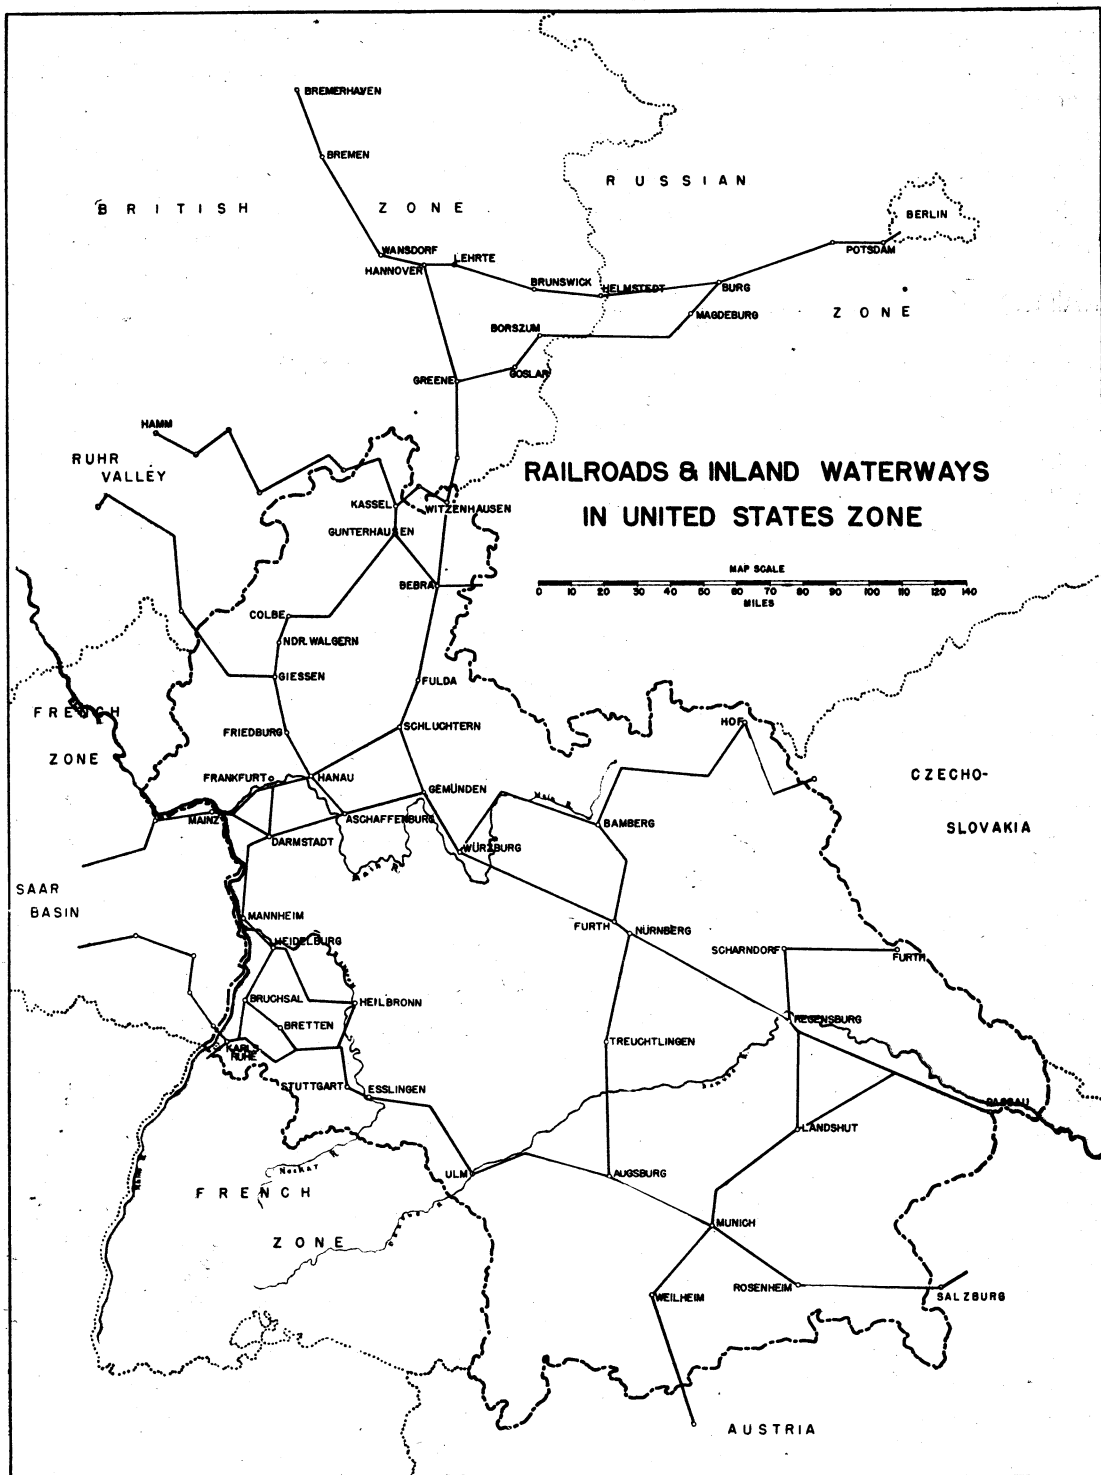 BREMERHAVEN
BREMEN
RUSSIAN
BRITISH ZONE
BERLIN
WANSDORF
POTSDAM
LEHRTE
HANNOVER
BRUNSWICK
HELMSTEDT
BURG
ZONE
MAGDEBURG
BORSZUM
GOSLAR
GREENE
HAMM
RUHR
VALLEY
RAILROADS & INLAND WATERWAYS
IN UNITED STATES ZONE
KASSEL
WITZENHAUSEN
GUNTERHAUSEN
MAP SCALE
0 10 20 30 40 50 60 70 80 90 100 110 120 130 140
MILES
BEBRA
COLBE
NDR. WALGERN
GIESSEN
FULDA
FRENCH
ZONE
HOF
SCHLUCHTERN
FRIEDBURG
FRANKFURT
HANAU
CZECHO-
SLOVAKIA
GEMÜNDEN
Main R.
MAINZ
ASCHAFFENBURG
BAMBERG
DARMSTADT
WÜRZBURG
Main R.
SAAR
BASIN
MANNHEIM
FURTH
NÜRNBERG
HEIDELBURG
SCHARNDORF
FURTH
BRUCHSAL
HEILBRONN
BRETTEN
REGENSBURG
KARLS
RUHE
TREUCHTLINGEN
STUTTGART
ESSLINGEN
PASSAU
LANDSHUT
Neckar R.
ULM
AUGSBURG
FRENCH
ZONE
MUNICH
WEILHEIM
ROSENHEIM
SALZBURG
AUSTRIA